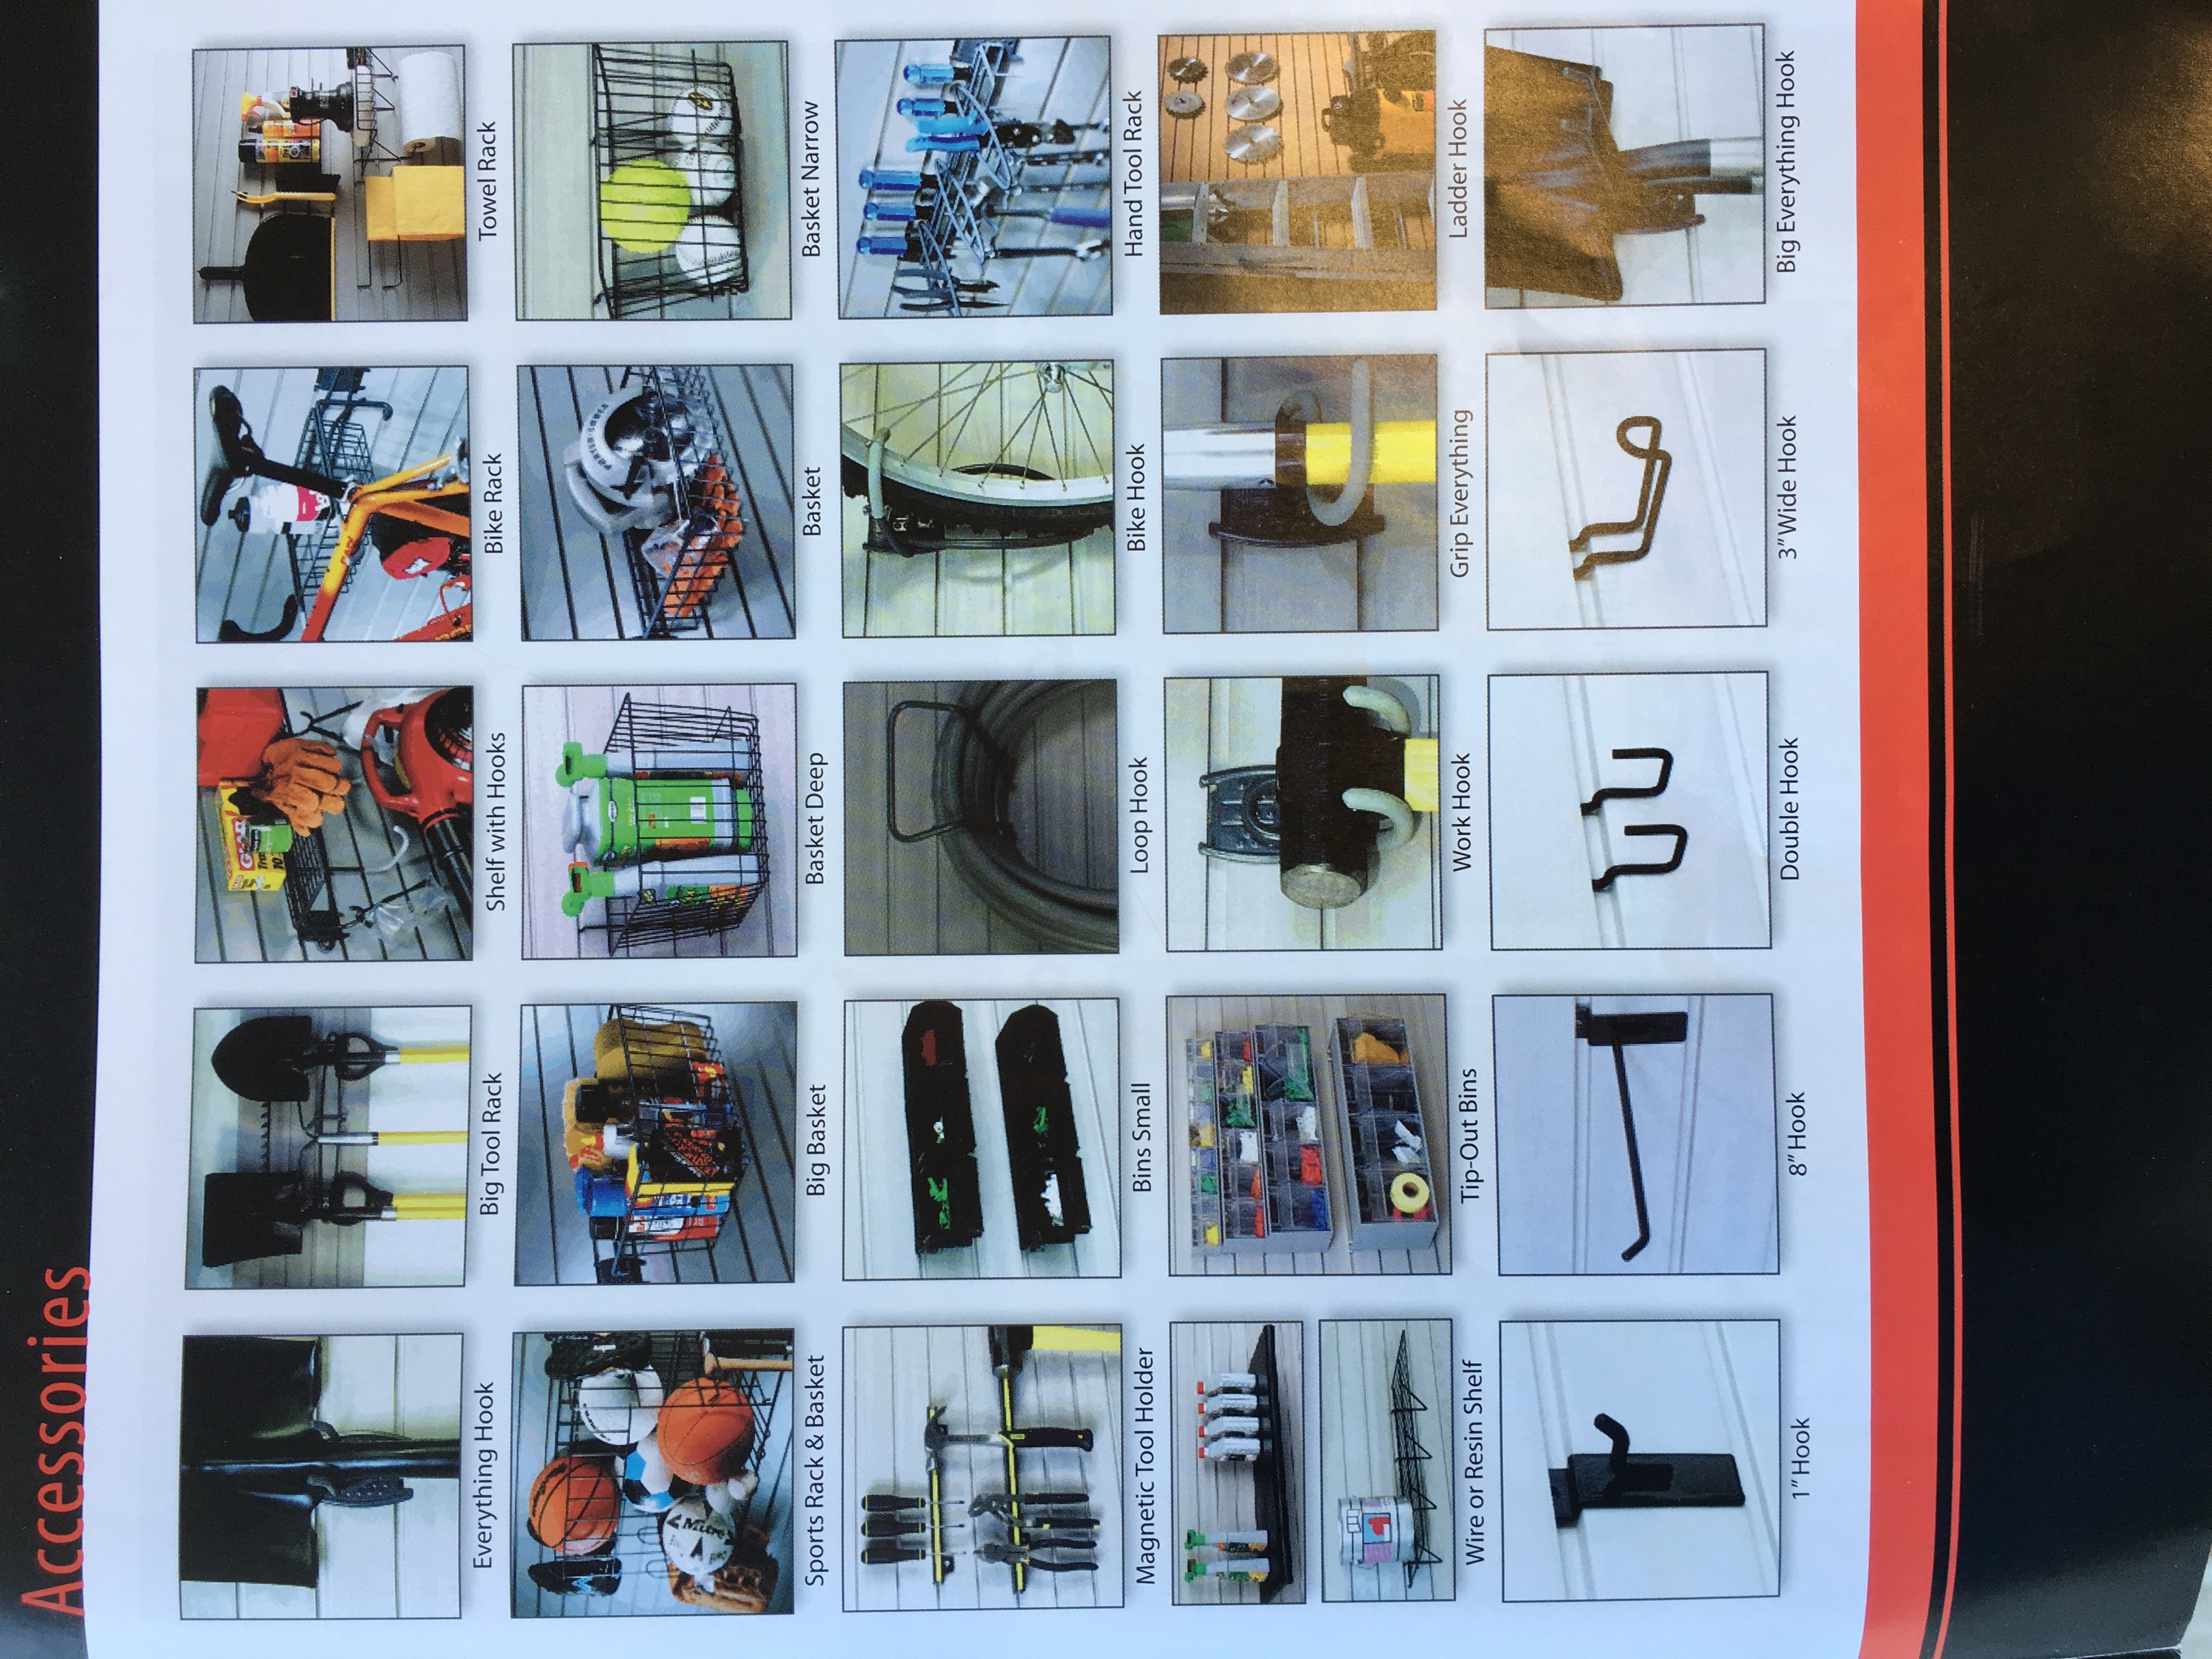 Accessories
Everything Hook
Big Tool Rack
Shelf with Hooks
Bike Rack
Towel Rack
Sports Rack & Basket
Big Basket
Basket Deep
Basket
Basket Narrow
Magnetic Tool Holder
Bins Small
Loop Hook
Bike Hook
Hand Tool Rack
Wire or Resin Shelf
Tip-Out Bins
Work Hook
Grip Everything
Ladder Hook
1” Hook
8” Hook
Double Hook
3” Wide Hook
Big Everything Hook